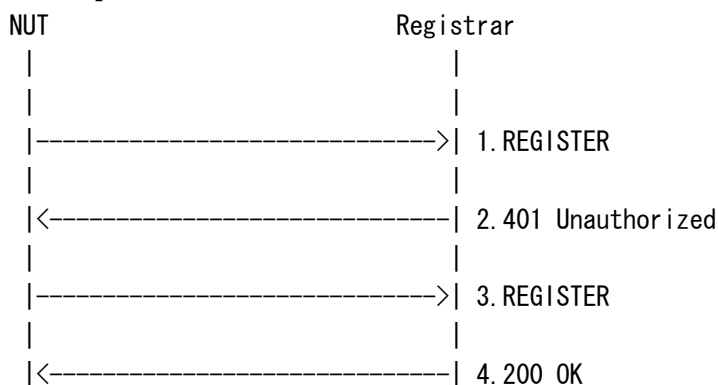 NUT Registrar
1.REGISTER
2.401 Unauthorized
3.REGISTER
4.200 OK